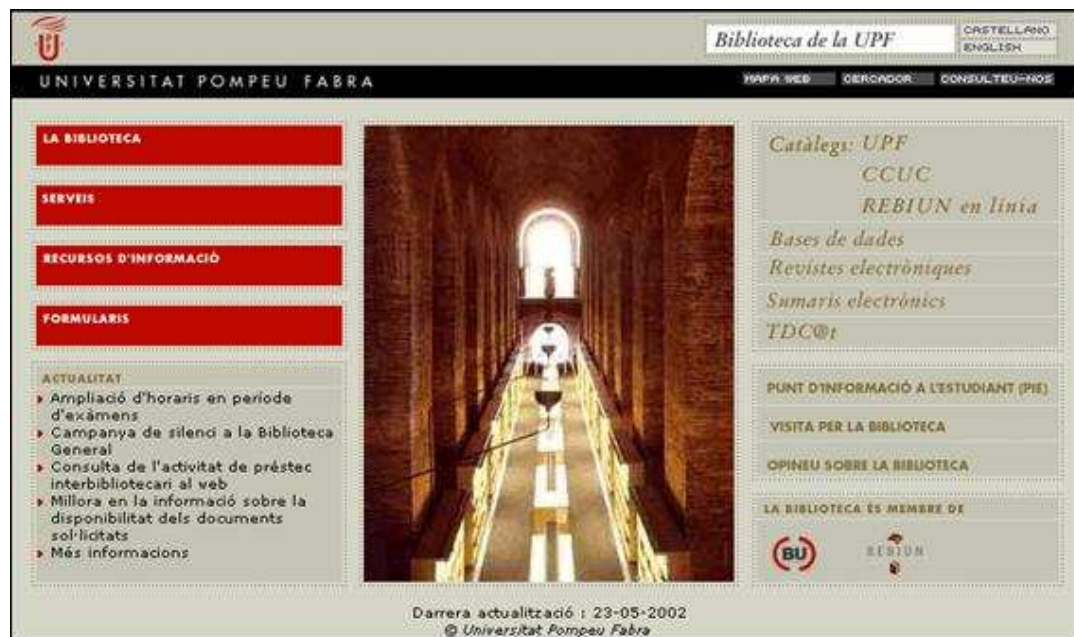 Biblioteca de la UPF
CASTELLANO
ENGLISH
UNIVERSITAT POMPEU FABRA
MAPA WEB
CERCADOR
CONSULTEU-NOS
LA BIBLIOTECA
SERVEIS
RECURSOS D'INFORMACIÓ
FORMULARIS
ACTUALITAT
Ampliació d'horaris en període
d'exàmens
Campanya de silenci a la Biblioteca
General
Consulta de l'activitat de préstec
interbibliotecari al web
Millora en la informació sobre la
disponibilitat dels documents
sol·licitats
Més informacions
Catàlegs: UPF
CCUC
REBIUN en línia
Bases de dades
Revistes electròniques
Sumaris electrònics
TDC@t
PUNT D'INFORMACIÓ A L'ESTUDIANT (PIE)
VISITA PER LA BIBLIOTECA
OPINEU SOBRE LA BIBLIOTECA
LA BIBLIOTECA ÉS MEMBRE DE
BU
REBIUN
Darrera actualització : 23-05-2002
© Universitat Pompeu Fabra